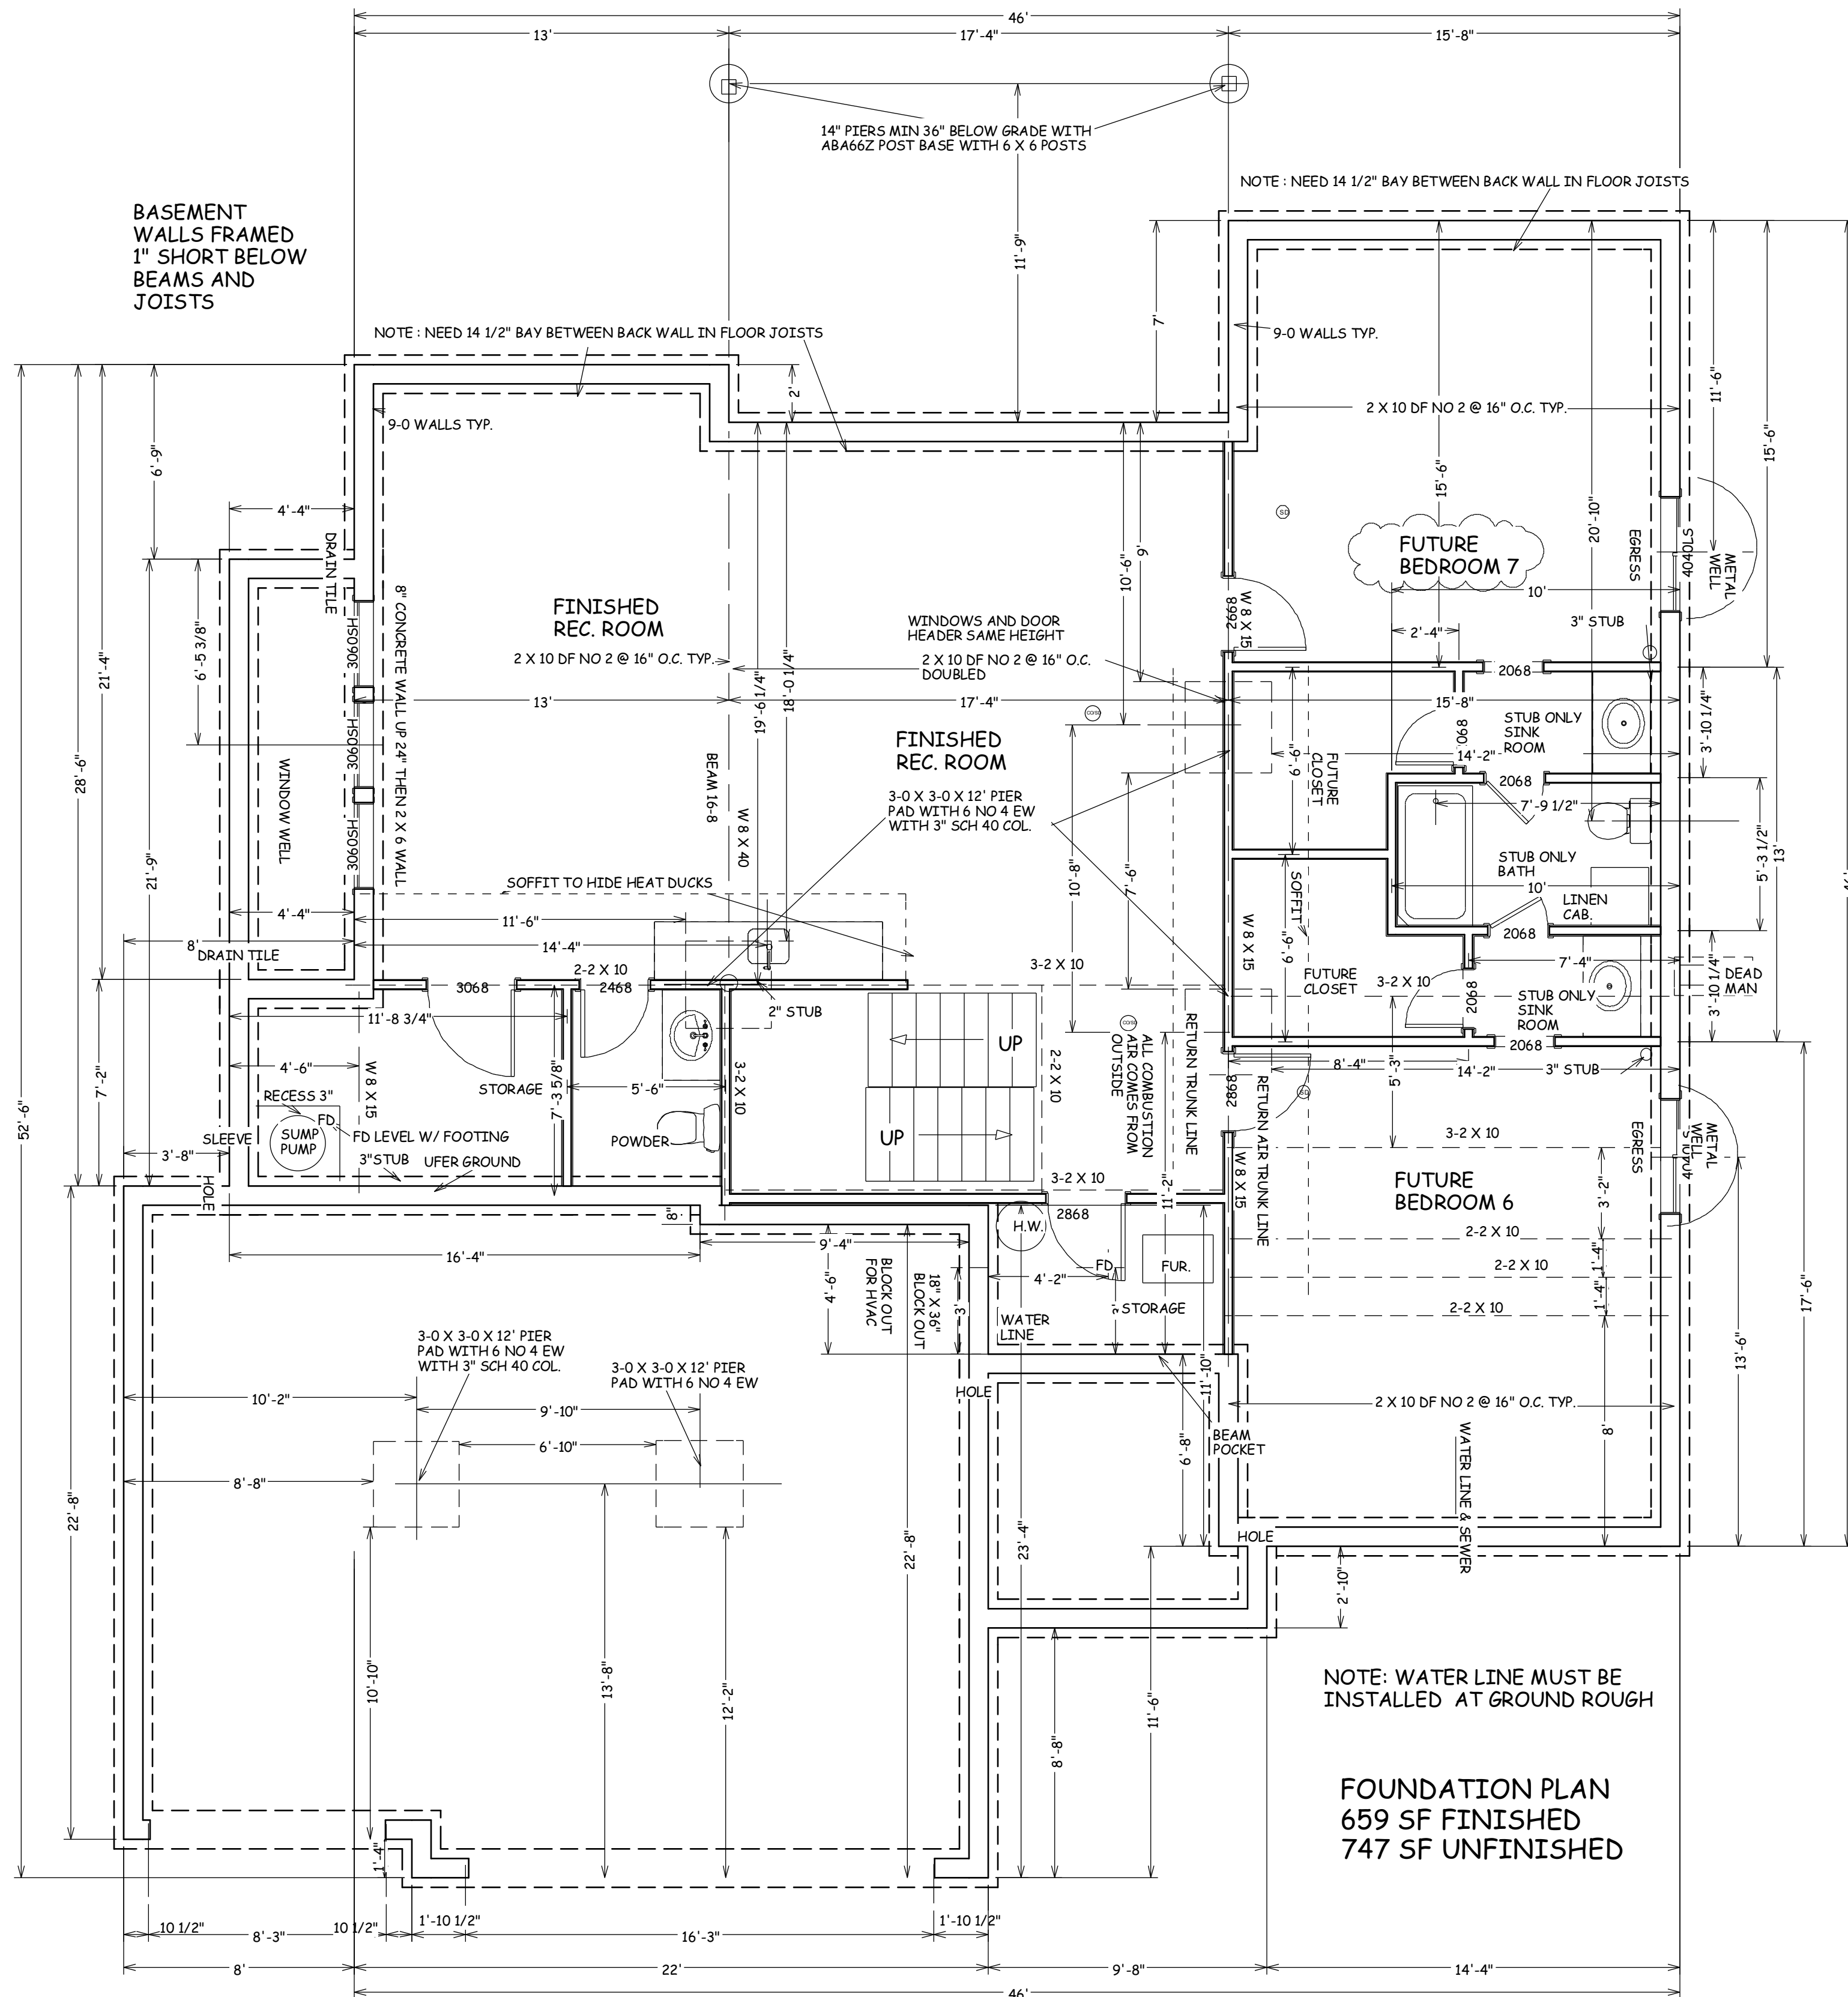 46'
13'
17'-4"
15'-8"
14" PIERS MIN 36" BELOW GRADE WITH
ABA66Z POST BASE WITH 6 X 6 POSTS
NOTE : NEED 14 1/2" BAY BETWEEN BACK WALL IN FLOOR JOISTS
BASEMENT
WALLS FRAMED
1" SHORT BELOW
BEAMS AND
JOISTS
11'-9"
7'
NOTE : NEED 14 1/2" BAY BETWEEN BACK WALL IN FLOOR JOISTS
9-0 WALLS TYP.
2'
9-0 WALLS TYP.
2 X 10 DF NO 2 @ 16" O.C. TYP.
11'-6"
15'-6"
6'-9"
15'-6"
20'-10"
4'-4"
DRAIN TILE
SD
FUTURE
BEDROOM 7
EGRESS
4040LS
METAL
WELL
10'-6"
9'
10'
2'-4"
3" STUB
2668
W 8 X 15
FINISHED
REC. ROOM
WINDOWS AND DOOR
HEADER SAME HEIGHT
2 X 10 DF NO 2 @ 16" O.C. TYP.
2 X 10 DF NO 2 @ 16" O.C.
DOUBLED
8" CONCRETE WALL UP 24" THEN 2 X 6 WALL
3060SH
3060SH
3060SH
6'-5 3/8"
21'-4"
28'-6"
21'-9"
52'-6"
13'
17'-4"
15'-8"
2068
STUB ONLY
SINK
ROOM
14'-2"
3'-10 1/4"
19'-6 1/4"
18'-0 1/4"
CO/SD
FINISHED
REC. ROOM
BEAM 16-8
W 8 X 40
3-0 X 3-0 X 12' PIER
PAD WITH 6 NO 4 EW
WITH 3" SCH 40 COL.
9'-9"
FUTURE
CLOSET
2068
7'-9 1/2"
STUB ONLY
BATH
10'
LINEN
CAB.
5'-3 1/2"
13'
46'
WINDOW WELL
10'-8"
7'-6"
SOFFIT TO HIDE HEAT DUCKS
4'-4"
11'-6"
14'-4"
8'
DRAIN TILE
W 8 X 15
SOFFIT
9'-9"
FUTURE
CLOSET
2068
7'-4"
3-2 X 10
2068
STUB ONLY
SINK
ROOM
2068
3'-10 1/4"
DEAD
MAN
3-2 X 10
3068
2-2 X 10
2468
2" STUB
11'-8 3/4"
4'-6"
W 8 X 15
STORAGE
7'-3 5/8"
5'-6"
3-2 X 10
POWDER
UP
UP
2-2 X 10
CO/SD
ALL COMBUSTION
AIR COMES FROM
OUTSIDE
RETURN TRUNK LINE
2868
RETURN AIR TRUNK LINE
W 8 X 15
8'-4"
14'-2"
3" STUB
SD
5'-3"
3-2 X 10
EGRESS
METAL
WELL
7'-2"
RECESS 3"
FD
SUMP
PUMP
FD LEVEL W/ FOOTING
3"STUB
UFER GROUND
SLEEVE
3'-8"
HOLE
FUTURE
BEDROOM 6
3'-2"
3-2 X 10
2868
H.W.
11'-2"
2-2 X 10
2-2 X 10
2-2 X 10
1'-4"
1'-4"
8"
16'-4"
9'-4"
4'-6"
BLOCK OUT
FOR HVAC
18" X 36"
BLOCK OUT
3'
4'-2"
FD
FUR.
STORAGE
WATER
LINE
17'-6"
13'-6"
3-0 X 3-0 X 12' PIER
PAD WITH 6 NO 4 EW
WITH 3" SCH 40 COL.
3-0 X 3-0 X 12' PIER
PAD WITH 6 NO 4 EW
HOLE
11'-10"
BEAM
POCKET
6'-8"
2 X 10 DF NO 2 @ 16" O.C. TYP.
8'
WATER LINE & SEWER
10'-2"
9'-10"
6'-10"
8'-8"
22'-8"
22'-8"
23'-4"
HOLE
2'-10"
10'-10"
13'-8"
12'-2"
8'-8"
11'-6"
1'-4"
NOTE: WATER LINE MUST BE
INSTALLED AT GROUND ROUGH
FOUNDATION PLAN
659 SF FINISHED
747 SF UNFINISHED
10 1/2"
8'-3"
10 1/2"
1'-10 1/2"
16'-3"
1'-10 1/2"
8'
22'
9'-8"
14'-4"
46'